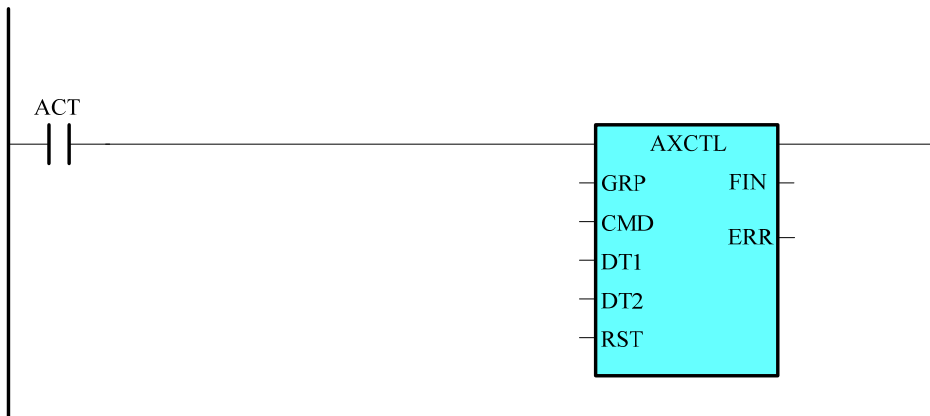 ACT
AXCTL
GRP FIN
CMD
ERR
DT1
DT2
RST